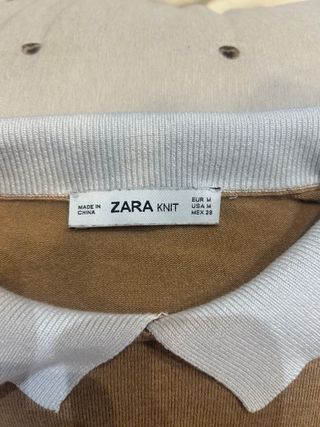 MADE IN
CHINA
ZARA KNIT
EUR M
USA M
MEX 28